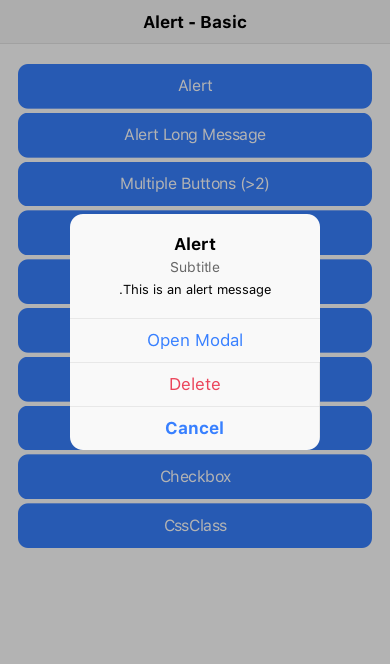 Alert - Basic
Alert
Alert Long Message
Multiple Buttons (>2)
Alert
Subtitle
.This is an alert message
Open Modal
Delete
Cancel
Checkbox
CssClass